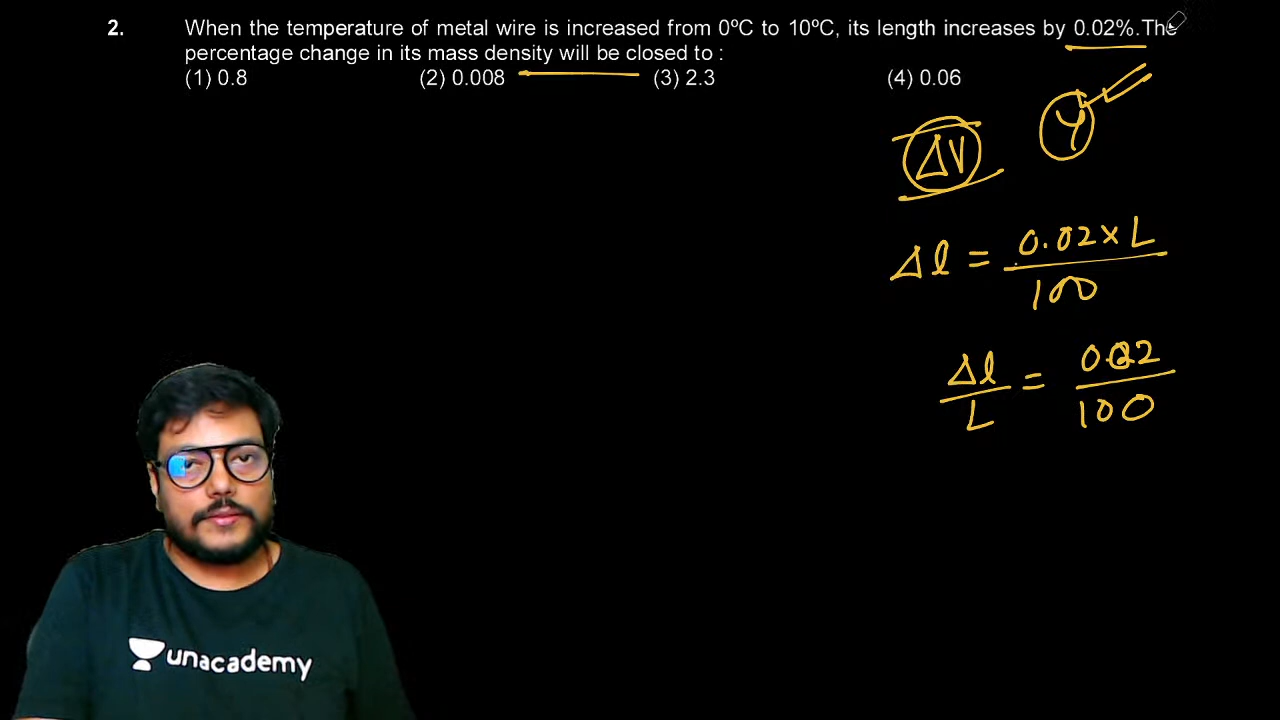 2. When the temperature of metal wire is increased from 0ºC to 10ºC, its length increases by 0.02%.The
percentage change in its mass density will be closed to :
(1) 0.8 (2) 0.008 (3) 2.3 (4) 0.06
ΔV γ
Δl = 0.02×L
100
Δl = 0.02
L 100
unacademy